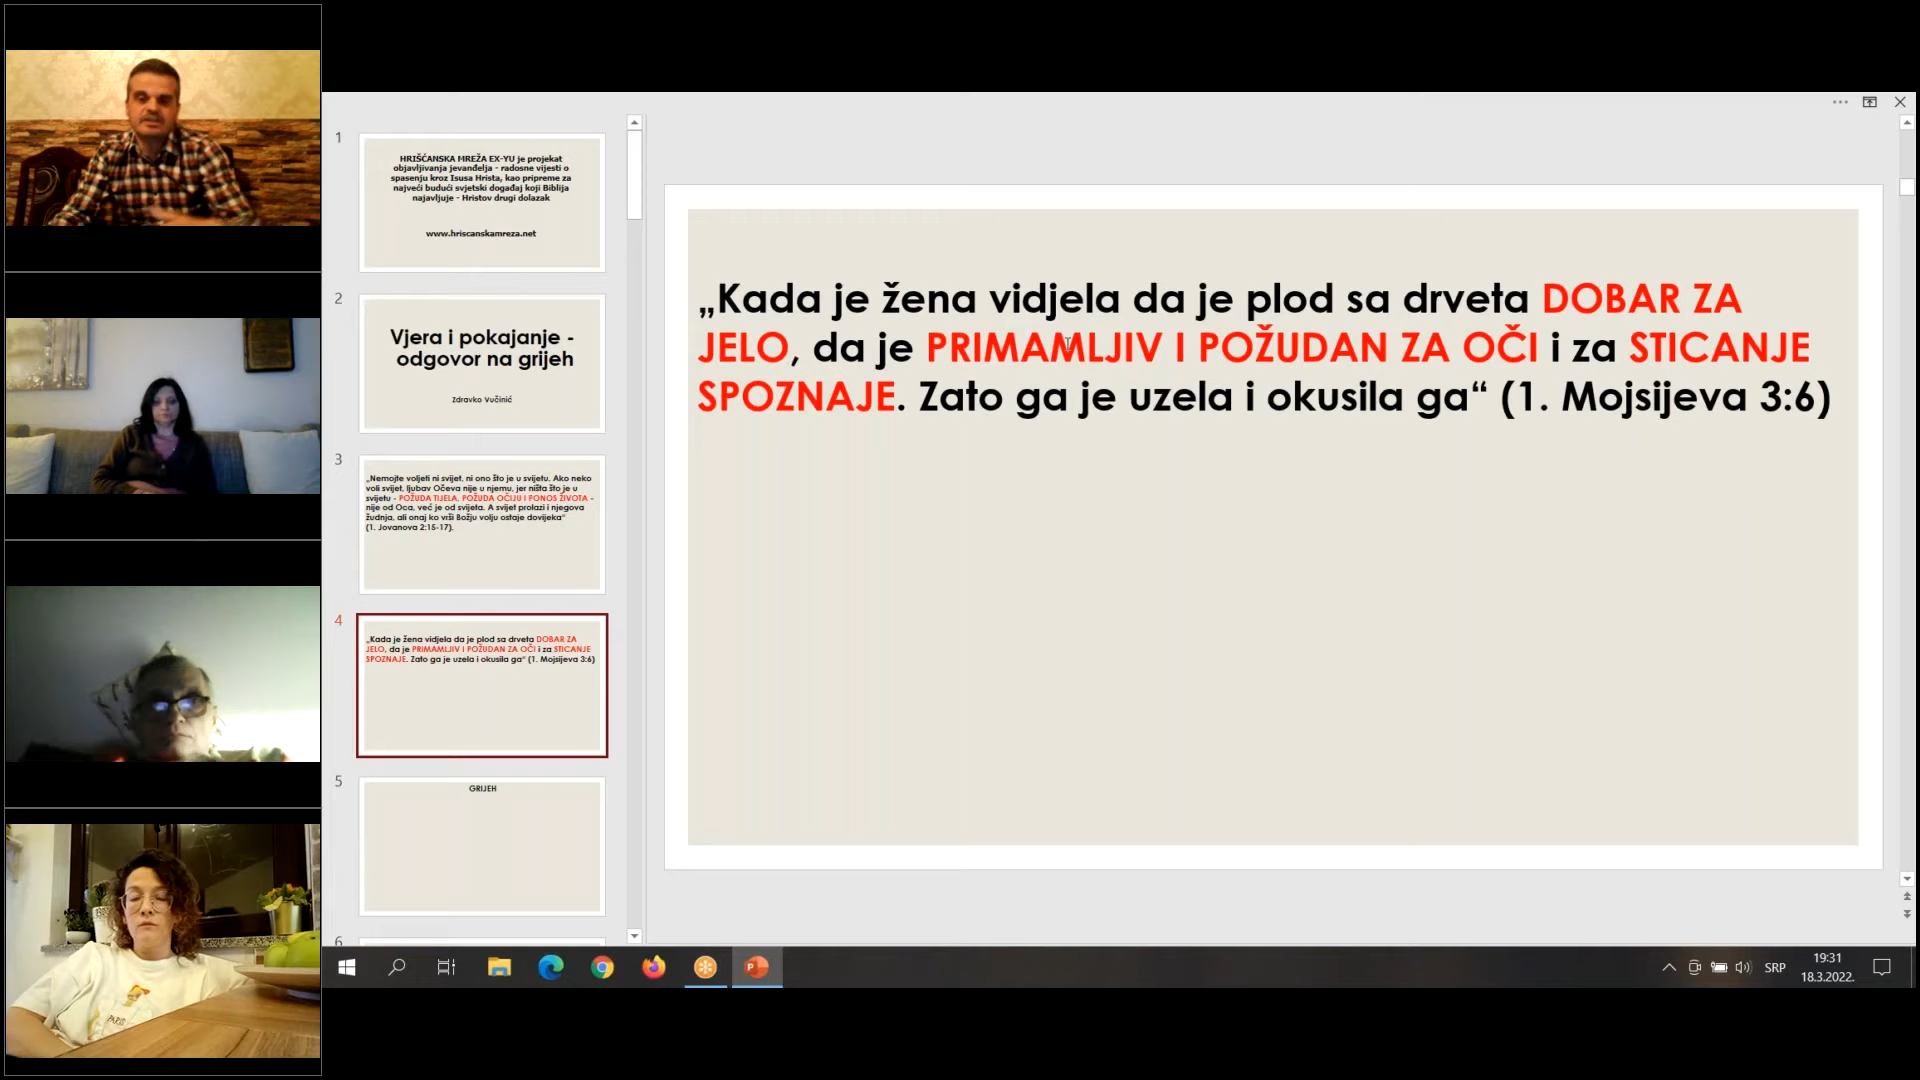 1
HRIŠĆANSKA MREŽA EX-YU je projekat
objavljivanja jevanđelja - radosne vijesti o
spasenju kroz Isusa Hrista, kao pripreme za
najveći budući svjetski događaj koji Biblija
najavljuje - Hristov drugi dolazak
www.hriscanskamreza.net
2
Vjera i pokajanje -
odgovor na grijeh
Zdravko Vučinić
3
„Nemojte voljeti ni svijet, ni ono što je u svijetu. Ako neko
voli svijet, ljubav Očeva nije u njemu, jer ništa što je u
svijetu - POŽUDA TIJELA, POŽUDA OČIJU I PONOS ŽIVOTA -
nije od Oca, već je od svijeta. A svijet prolazi i njegova
žudnja, ali onaj ko vrši Božju volju ostaje dovijeka“
(1. Jovanova 2:15-17).
4
„Kada je žena vidjela da je plod sa drveta DOBAR ZA
JELO, da je PRIMAMLJIV I POŽUDAN ZA OČI i za STICANJE
SPOZNAJE. Zato ga je uzela i okusila ga“ (1. Mojsijeva 3:6)
5
GRIJEH
6
„Kada je žena vidjela da je plod sa drveta DOBAR ZA
JELO, da je PRIMAMLJIV I POŽUDAN ZA OČI i za STICANJE
SPOZNAJE. Zato ga je uzela i okusila ga“ (1. Mojsijeva 3:6)
PARIS
SRP
19:31
18.3.2022.